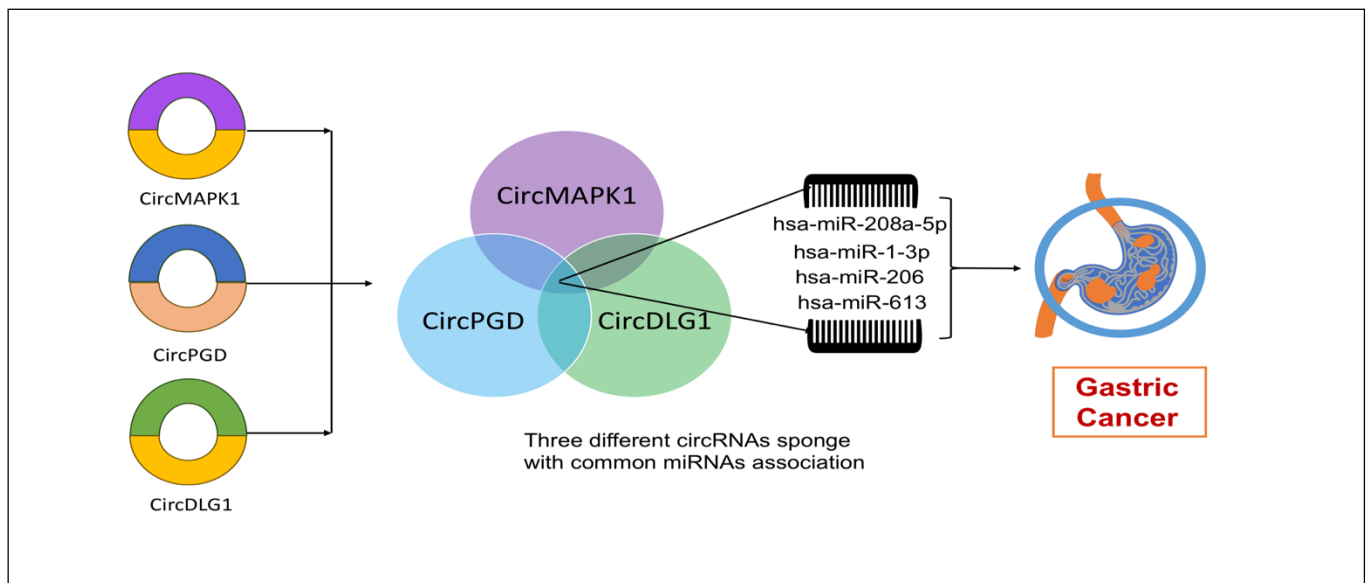 CircMAPK1
CircPGD
CircDLG1
CircMAPK1
CircPGD
CircDLG1
Three different circRNAs sponge
with common miRNAs association
hsa-miR-208a-5p
hsa-miR-1-3p
hsa-miR-206
hsa-miR-613
Gastric
Cancer